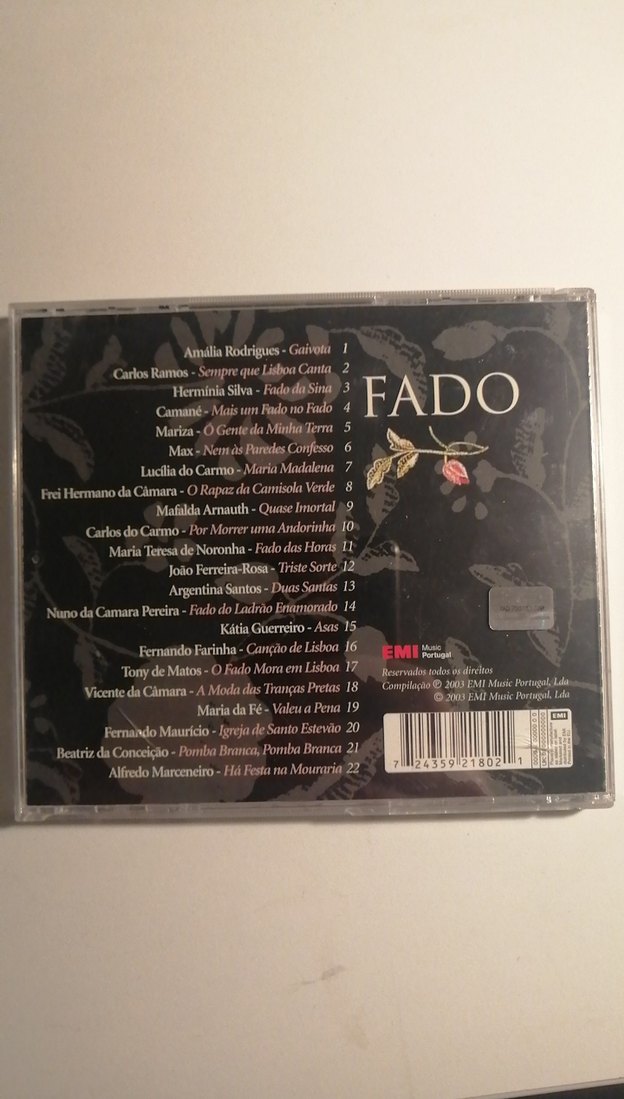 Amália Rodrigues - Gaivota 1
Carlos Ramos - Sempre que Lisboa Canta 2
Hermínia Silva - Fado da Sina 3
Camané - Mais um Fado no Fado 4
Mariza - Ó Gente da Minha Terra 5
Max - Nem às Paredes Confesso 6
Lucília do Carmo - Maria Madalena 7
Frei Hermano da Câmara - O Rapaz da Camisola Verde 8
Mafalda Arnauth - Quase Imortal 9
Carlos do Carmo - Por Morrer uma Andorinha 10
Maria Teresa de Noronha - Fado das Horas 11
João Ferreira-Rosa - Triste Sorte 12
Argentina Santos - Duas Santas 13
Nuno da Camara Pereira - Fado do Ladrão Enamorado 14
Kátia Guerreiro - Asas 15
Fernando Farinha - Canção de Lisboa 16
Tony de Matos - O Fado Mora em Lisboa 17
Vicente da Câmara - A Moda das Tranças Pretas 18
Maria da Fé - Valeu a Pena 19
Fernando Maurício - Igreja de Santo Estevão 20
Beatriz da Conceição - Pomba Branca, Pomba Branca 21
Alfredo Marceneiro - Há Festa na Mouraria 22
FADO
EMI Music
Portugal
Reservados todos os direitos
Compilação ℗ 2003 EMI Music Portugal, Lda
© 2003 EMI Music Portugal, Lda
7 24359 21802 1
EMI